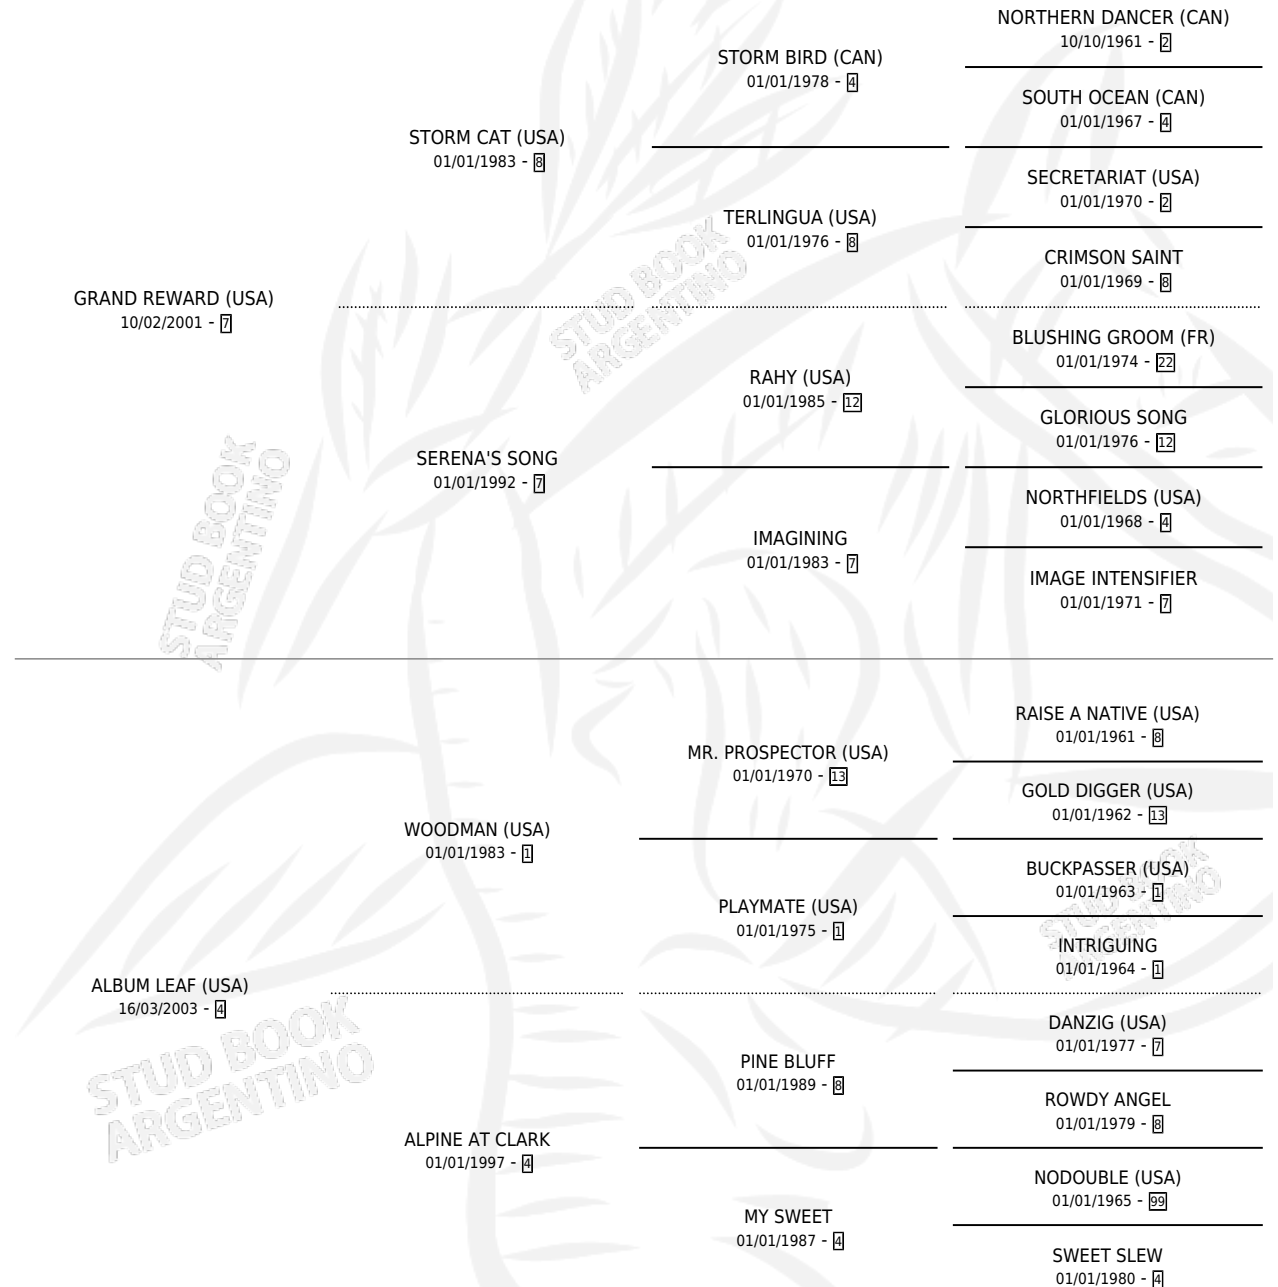 NORTHERN DANCER (CAN)
10/10/1961 - 2
STORM BIRD (CAN)
01/01/1978 - 4
SOUTH OCEAN (CAN)
01/01/1967 - 4
STORM CAT (USA)
01/01/1983 - 8
SECRETARIAT (USA)
01/01/1970 - 2
TERLINGUA (USA)
01/01/1976 - 8
CRIMSON SAINT
01/01/1969 - 8
GRAND REWARD (USA)
10/02/2001 - 7
BLUSHING GROOM (FR)
01/01/1974 - 22
RAHY (USA)
01/01/1985 - 12
GLORIOUS SONG
01/01/1976 - 12
SERENA'S SONG
01/01/1992 - 7
NORTHFIELDS (USA)
01/01/1968 - 4
IMAGINING
01/01/1983 - 7
IMAGE INTENSIFIER
01/01/1971 - 7
STUD BOOK
ARGENTINO
STUD BOOK
ARGENTINO
RAISE A NATIVE (USA)
01/01/1961 - 8
MR. PROSPECTOR (USA)
01/01/1970 - 13
GOLD DIGGER (USA)
01/01/1962 - 13
WOODMAN (USA)
01/01/1983 - 1
BUCKPASSER (USA)
01/01/1963 - 1
PLAYMATE (USA)
01/01/1975 - 1
INTRIGUING
01/01/1964 - 1
ALBUM LEAF (USA)
16/03/2003 - 4
DANZIG (USA)
01/01/1977 - 7
PINE BLUFF
01/01/1989 - 8
ROWDY ANGEL
01/01/1979 - 8
ALPINE AT CLARK
01/01/1997 - 4
NODOUBLE (USA)
01/01/1965 - 99
MY SWEET
01/01/1987 - 4
SWEET SLEW
01/01/1980 - 4
STUD BOOK
ARGENTINO
STUD BOOK
ARGENTINO